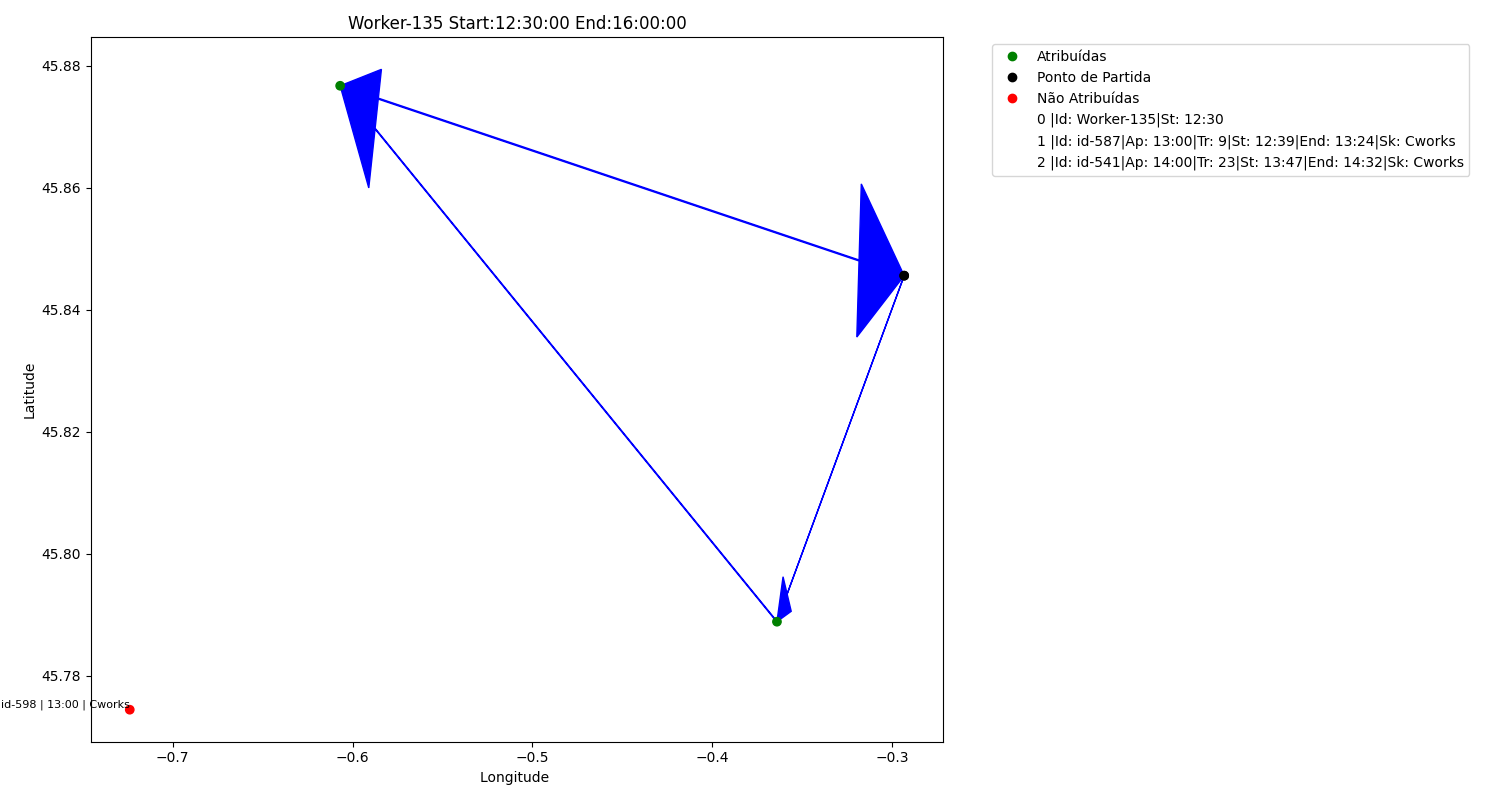 Worker-135 Start:12:30:00 End:16:00:00
45.88
45.86
45.84
45.82
45.80
45.78
Latitude
−0.7
−0.6
−0.5
−0.4
−0.3
Longitude
id-598 | 13:00 | Cworks
Atribuídas
Ponto de Partida
Não Atribuídas
0 |Id: Worker-135|St: 12:30
1 |Id: id-587|Ap: 13:00|Tr: 9|St: 12:39|End: 13:24|Sk: Cworks
2 |Id: id-541|Ap: 14:00|Tr: 23|St: 13:47|End: 14:32|Sk: Cworks